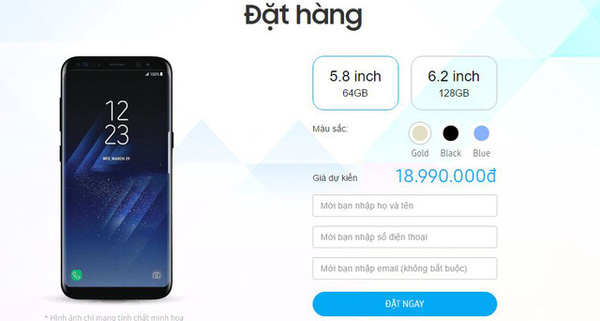 Đặt hàng
5.8 inch
64GB
6.2 inch
128GB
Màu sắc:
Gold
Black
Blue
Giá dự kiến
18.990.000đ
Mời bạn nhập họ và tên
Mời bạn nhập số điện thoại
Mời bạn nhập email (không bắt buộc)
ĐẶT NGAY
100%
12
23
WED, MARCH 29
* Hình ảnh chỉ mang tính chất minh họa